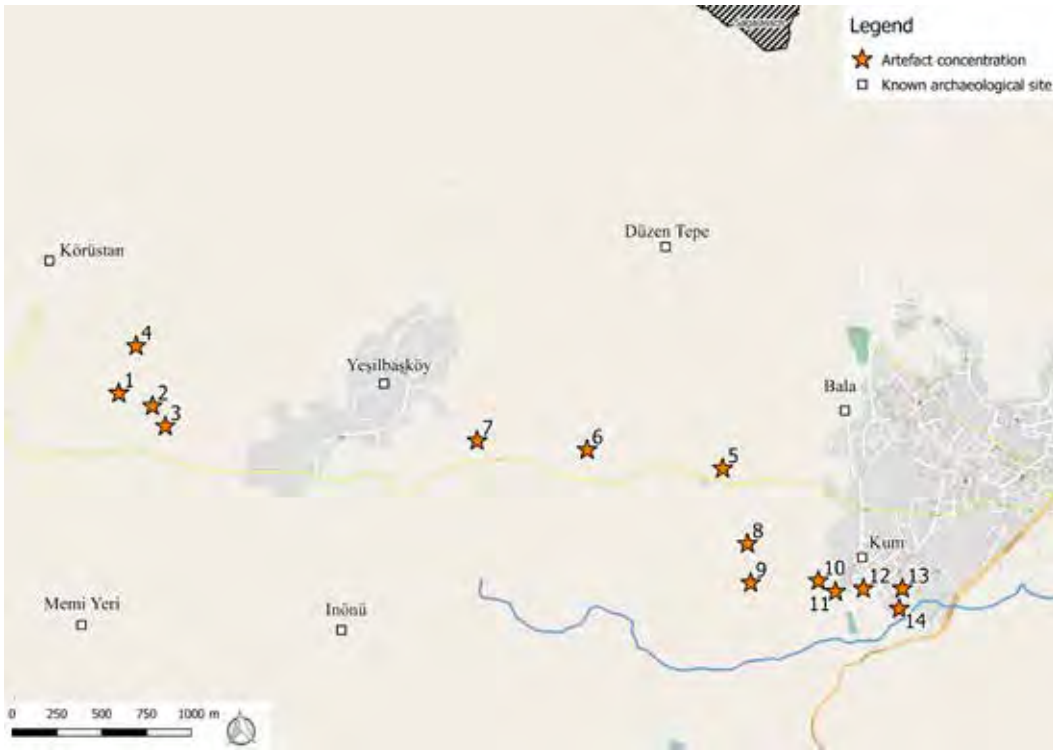 Legend
Artefact concentration
Known archaeological site
Düzen Tepe
Körüstan
4
Yeşilbaşköy
1
2
3
Bala
7
6
5
8
Kum
9
10
11
12
13
14
Memi Yeri
Inönü
0 250 500 750 1000 m